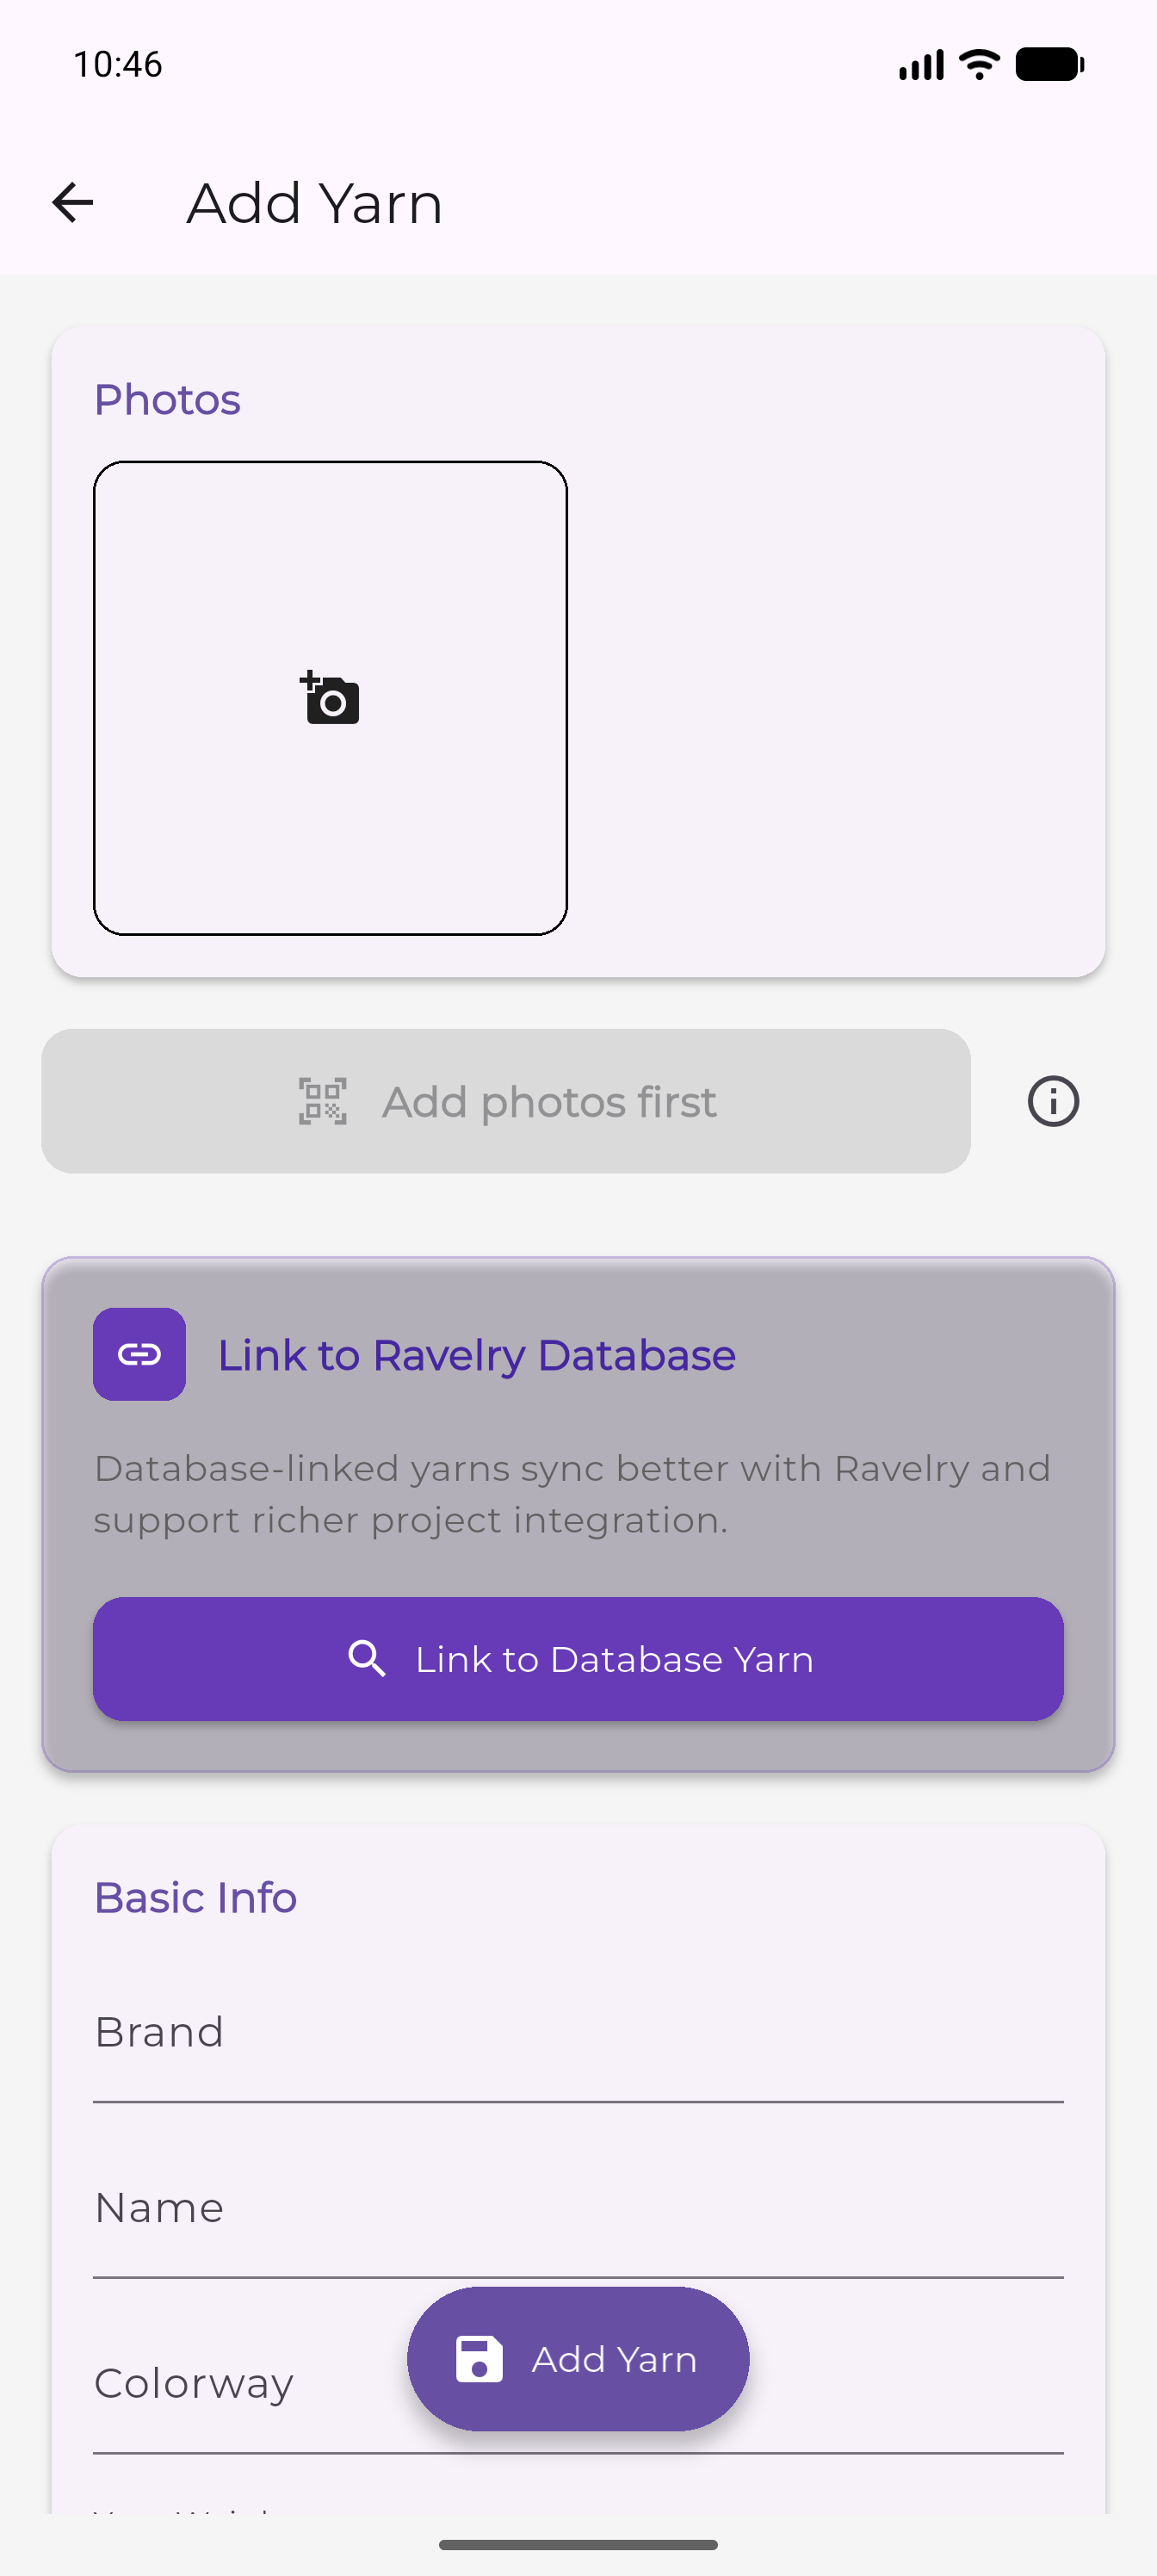 10:46
Add Yarn
Photos
Add photos first
Link to Ravelry Database
Database-linked yarns sync better with Ravelry and
support richer project integration.
Link to Database Yarn
Basic Info
Brand
Name
Add Yarn
Colorway